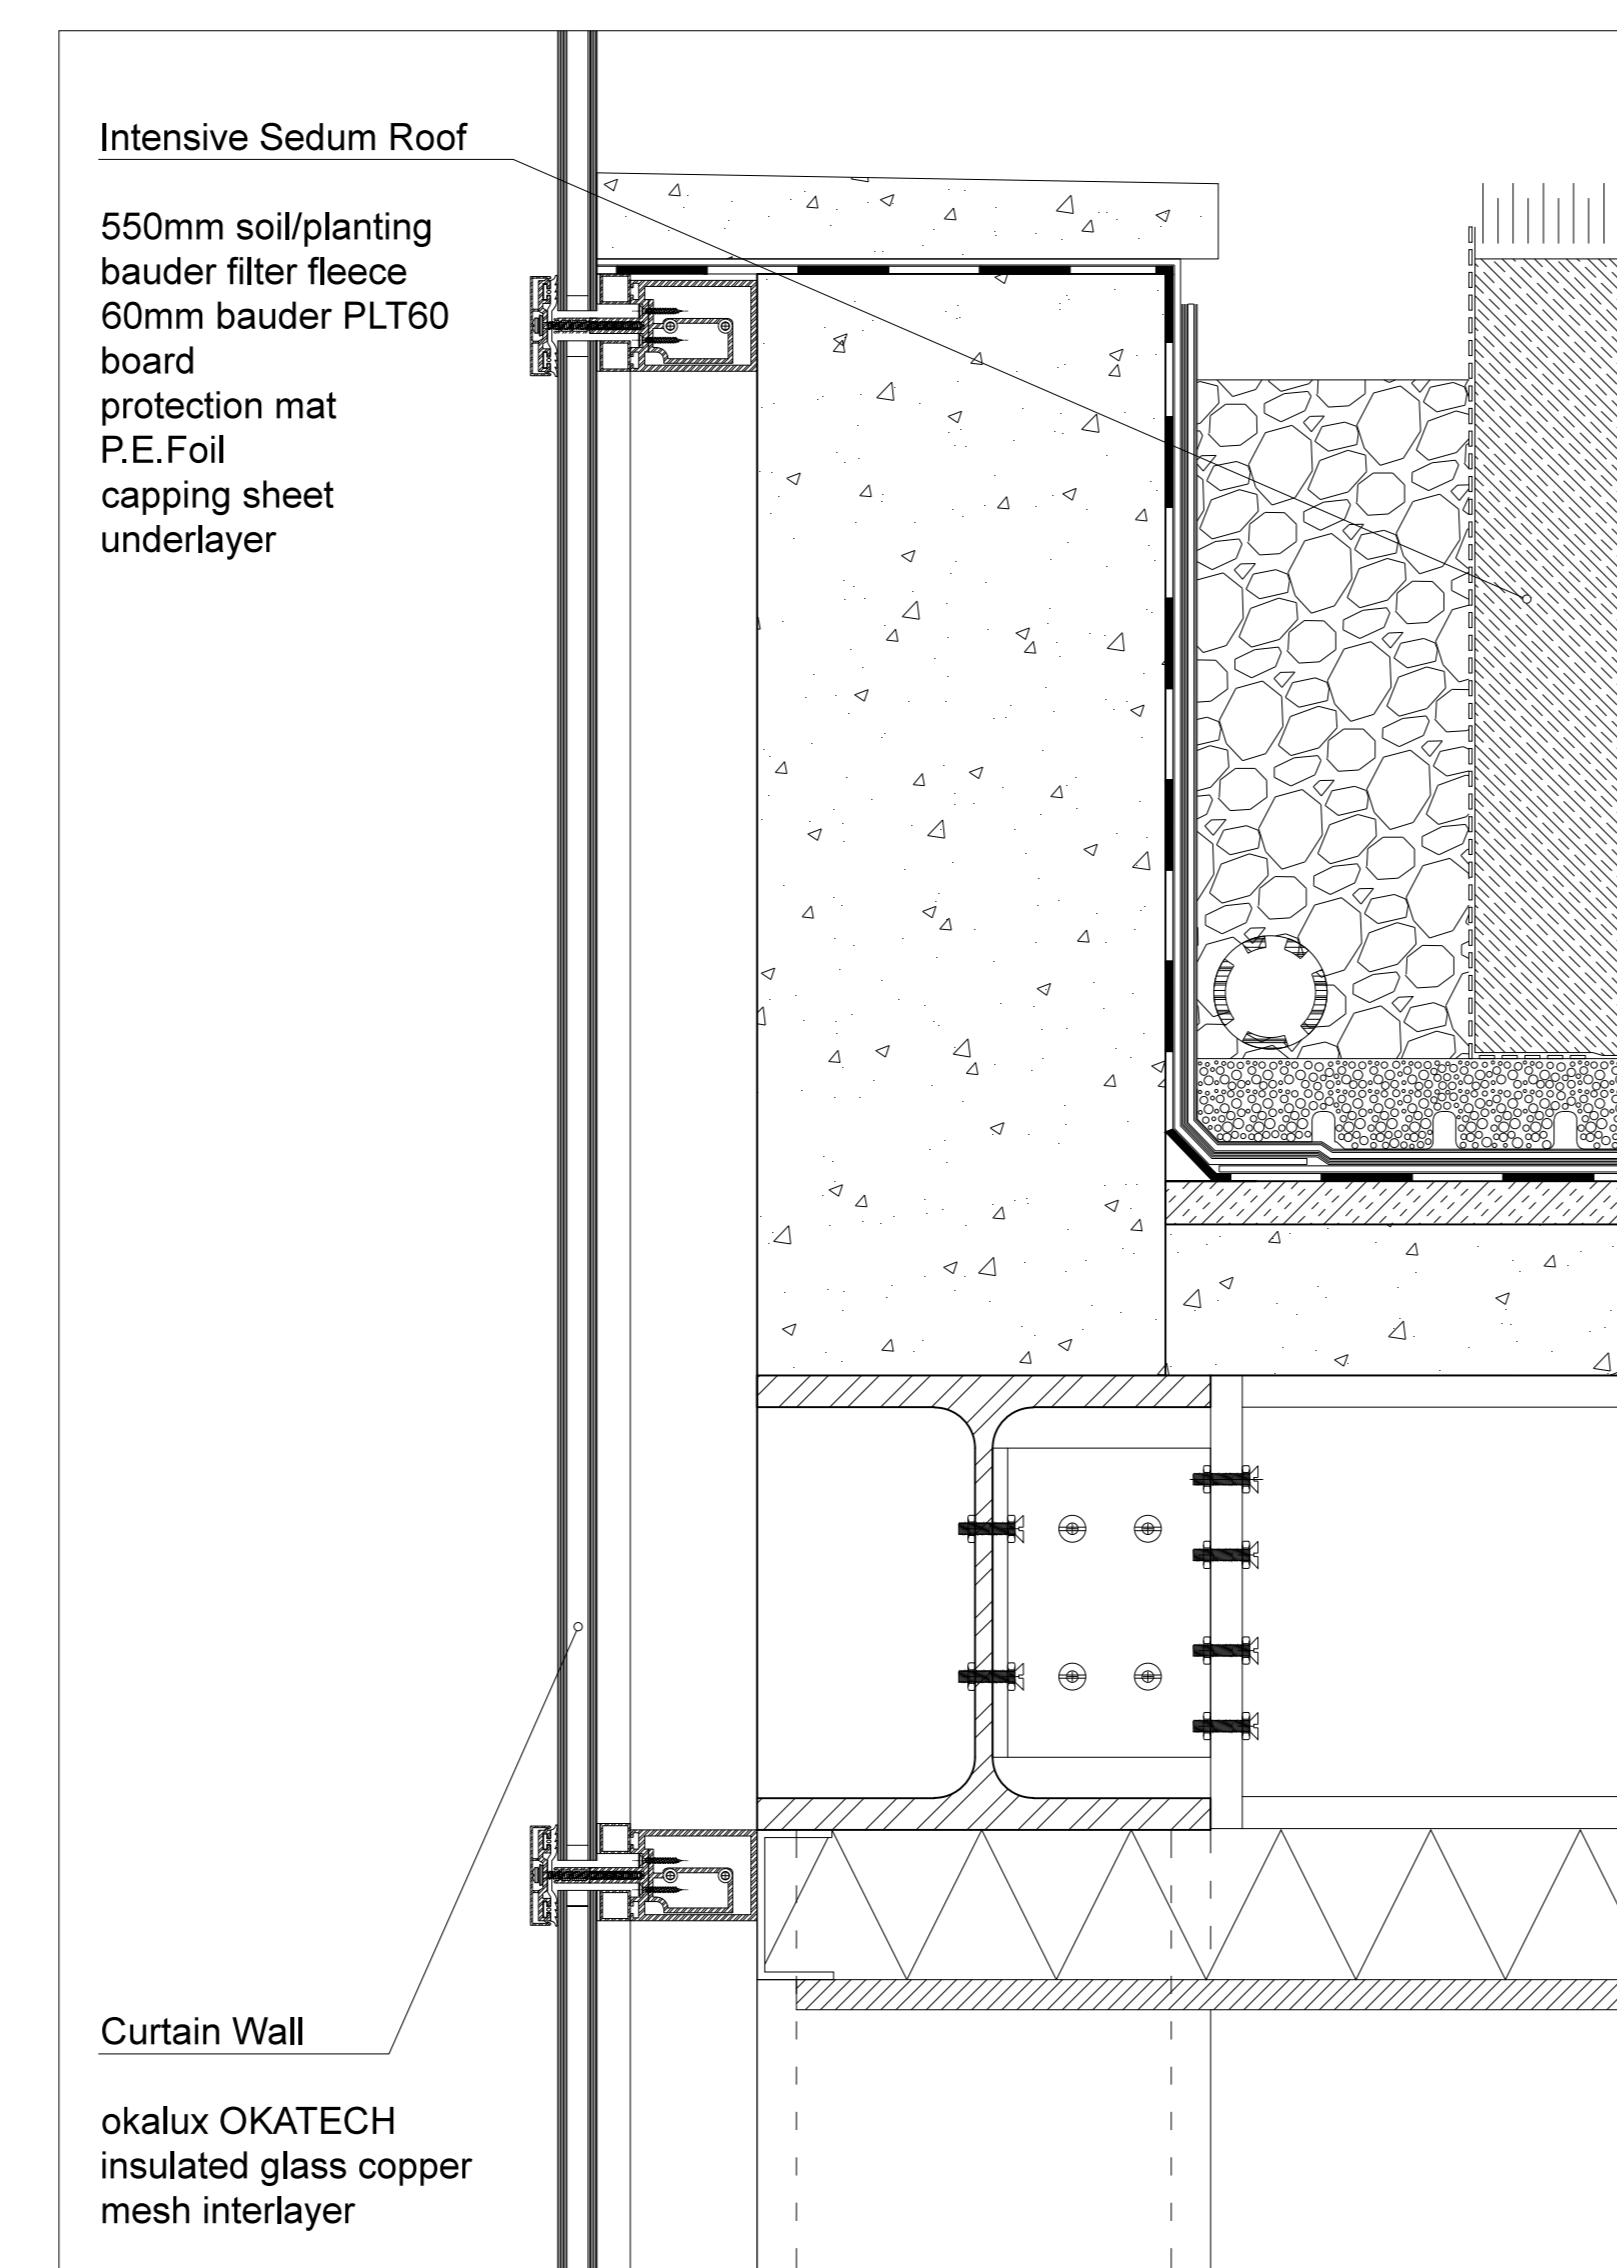 Intensive Sedum Roof
550mm soil/planting
bauder filter fleece
60mm bauder PLT60
board
protection mat
P.E.Foil
capping sheet
underlayer
Curtain Wall
okalux OKATECH
insulated glass copper
mesh interlayer